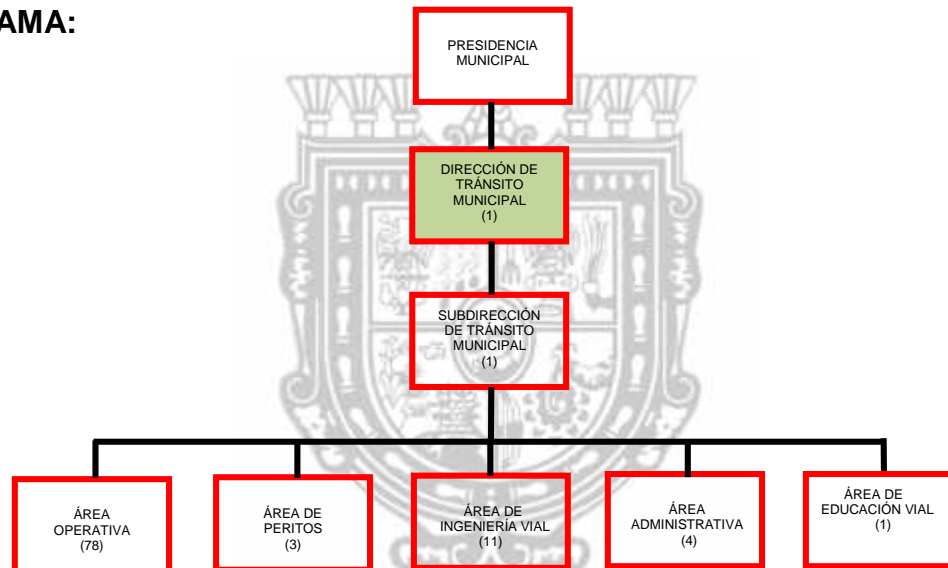 AMA:
PRESIDENCIA
MUNICIPAL
DIRECCIÓN DE
TRÁNSITO
MUNICIPAL
(1)
SUBDIRECCIÓN
DE TRÁNSITO
MUNICIPAL
(1)
ÁREA
OPERATIVA
(78)
ÁREA DE
PERITOS
(3)
ÁREA DE
INGENIERÍA VIAL
(11)
ÁREA
ADMINISTRATIVA
(4)
ÁREA DE
EDUCACIÓN VIAL
(1)